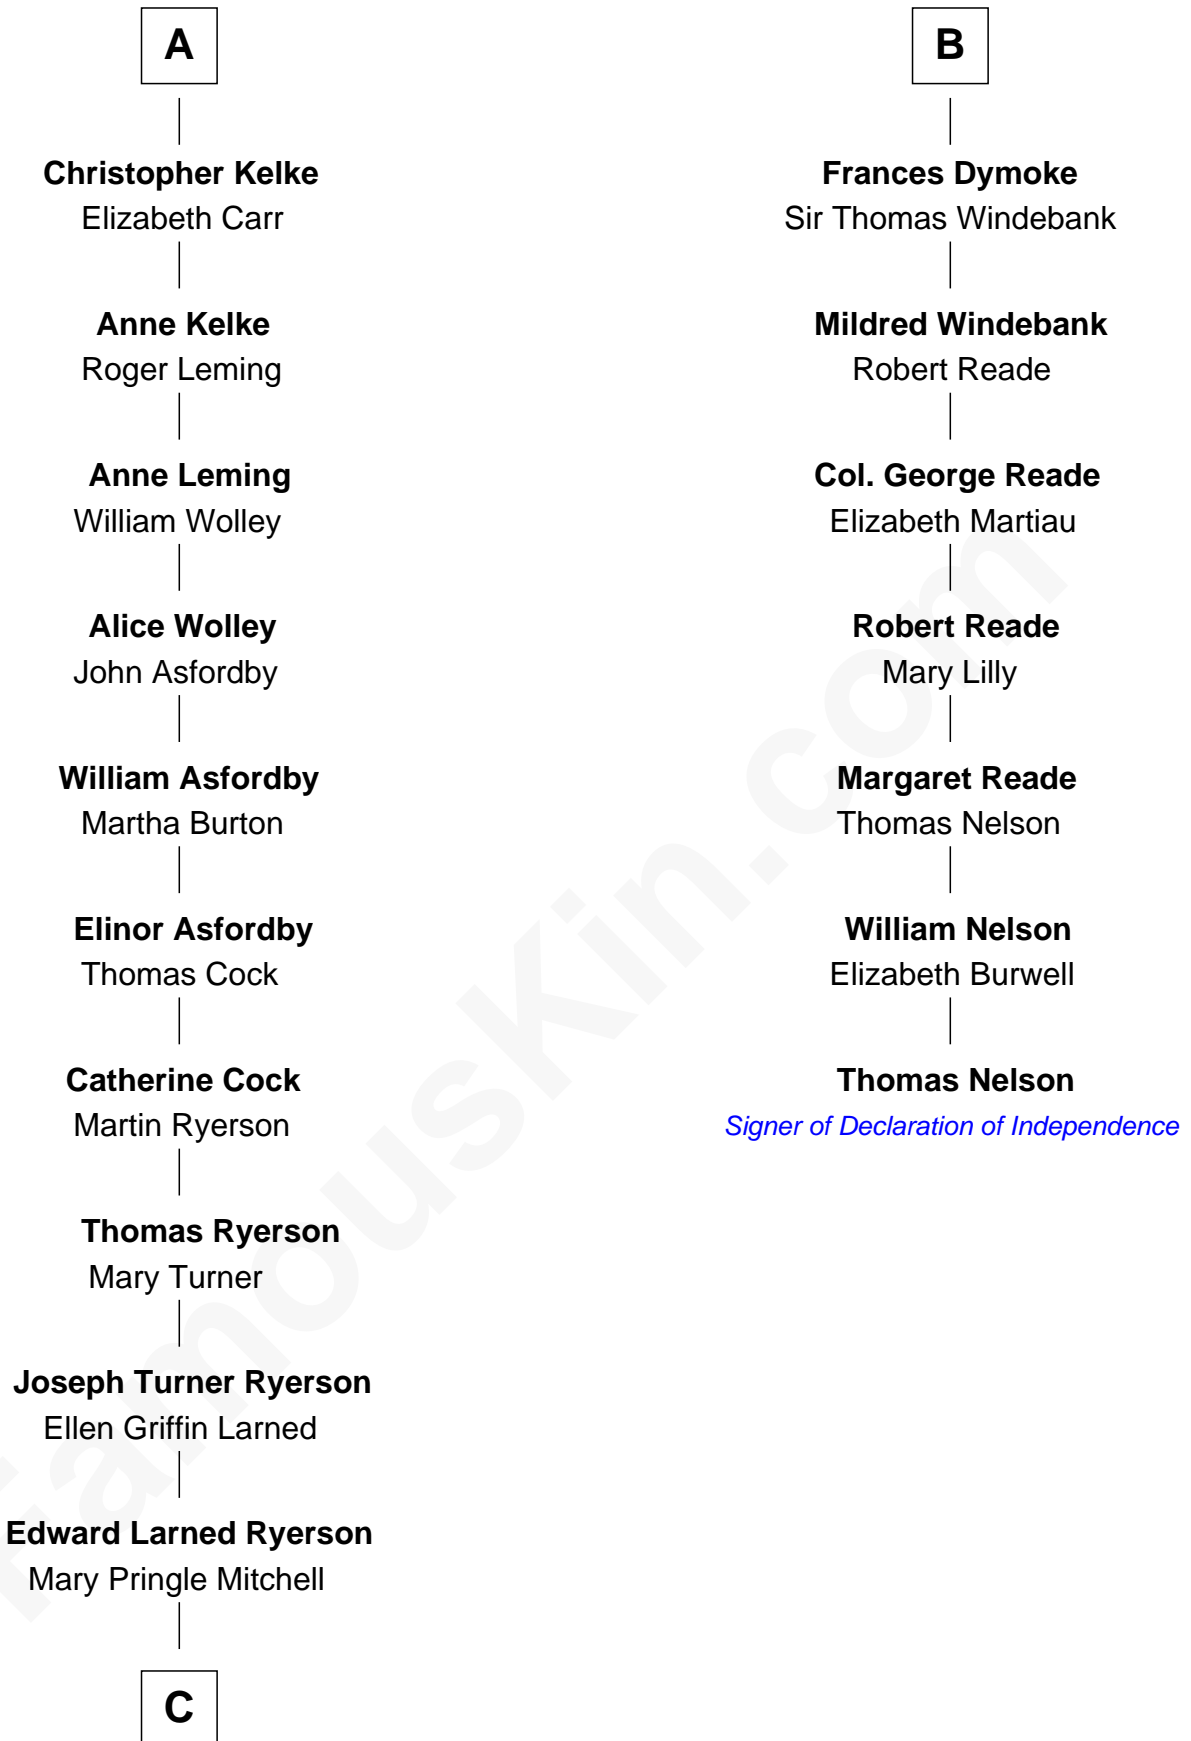 A
Christopher Kelke
Elizabeth Carr
Anne Kelke
Roger Leming
Anne Leming
William Wolley
Alice Wolley
John Asfordby
William Asfordby
Martha Burton
Elinor Asfordby
Thomas Cock
Catherine Cock
Martin Ryerson
Thomas Ryerson
Mary Turner
Joseph Turner Ryerson
Ellen Griffin Larned
Edward Larned Ryerson
Mary Pringle Mitchell
C
B
Frances Dymoke
Sir Thomas Windebank
Mildred Windebank
Robert Reade
Col. George Reade
Elizabeth Martiau
Robert Reade
Mary Lilly
Margaret Reade
Thomas Nelson
William Nelson
Elizabeth Burwell
Thomas Nelson
Signer of Declaration of Independence
FamousKin.com